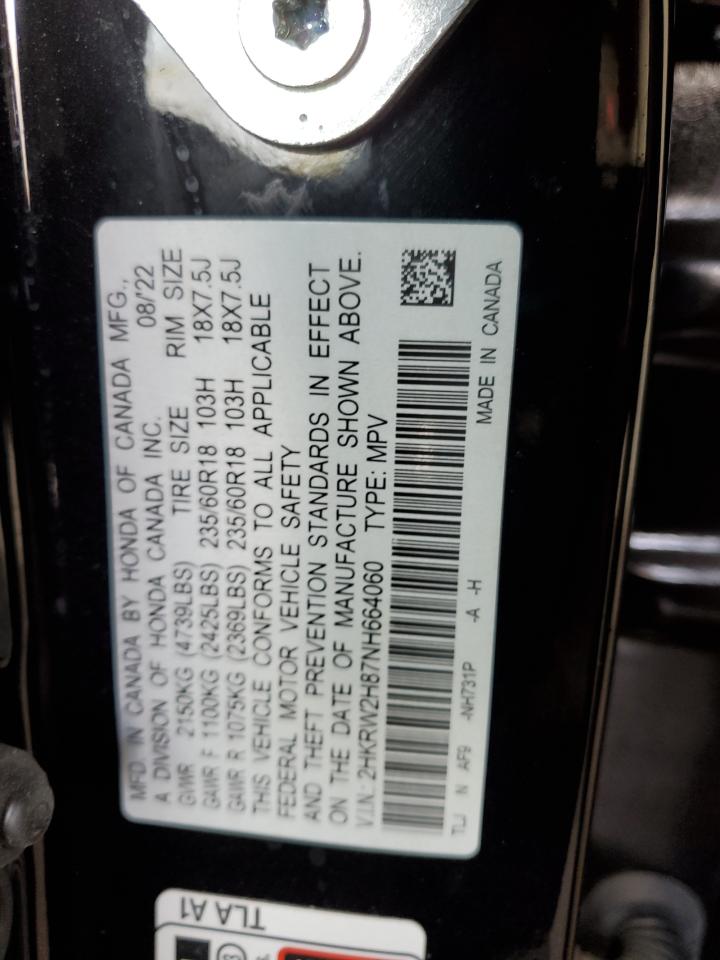 MFD. IN CANADA BY HONDA OF CANADA MFG.,
A DIVISION OF HONDA CANADA INC. 08/'22
GVWR 2150KG (4739LBS) TIRE SIZE RIM SIZE
GAWR F 1100KG (2425LBS) 235/60R18 103H 18X7.5J
GAWR R 1075KG (2369LBS) 235/60R18 103H 18X7.5J
THIS VEHICLE CONFORMS TO ALL APPLICABLE
FEDERAL MOTOR VEHICLE SAFETY
AND THEFT PREVENTION STANDARDS IN EFFECT
ON THE DATE OF MANUFACTURE SHOWN ABOVE.
V.I.N.: 2HKRW2H87NH664060 TYPE: MPV
TLJ N AF9 -NH731P -A -H MADE IN CANADA
TLA A1